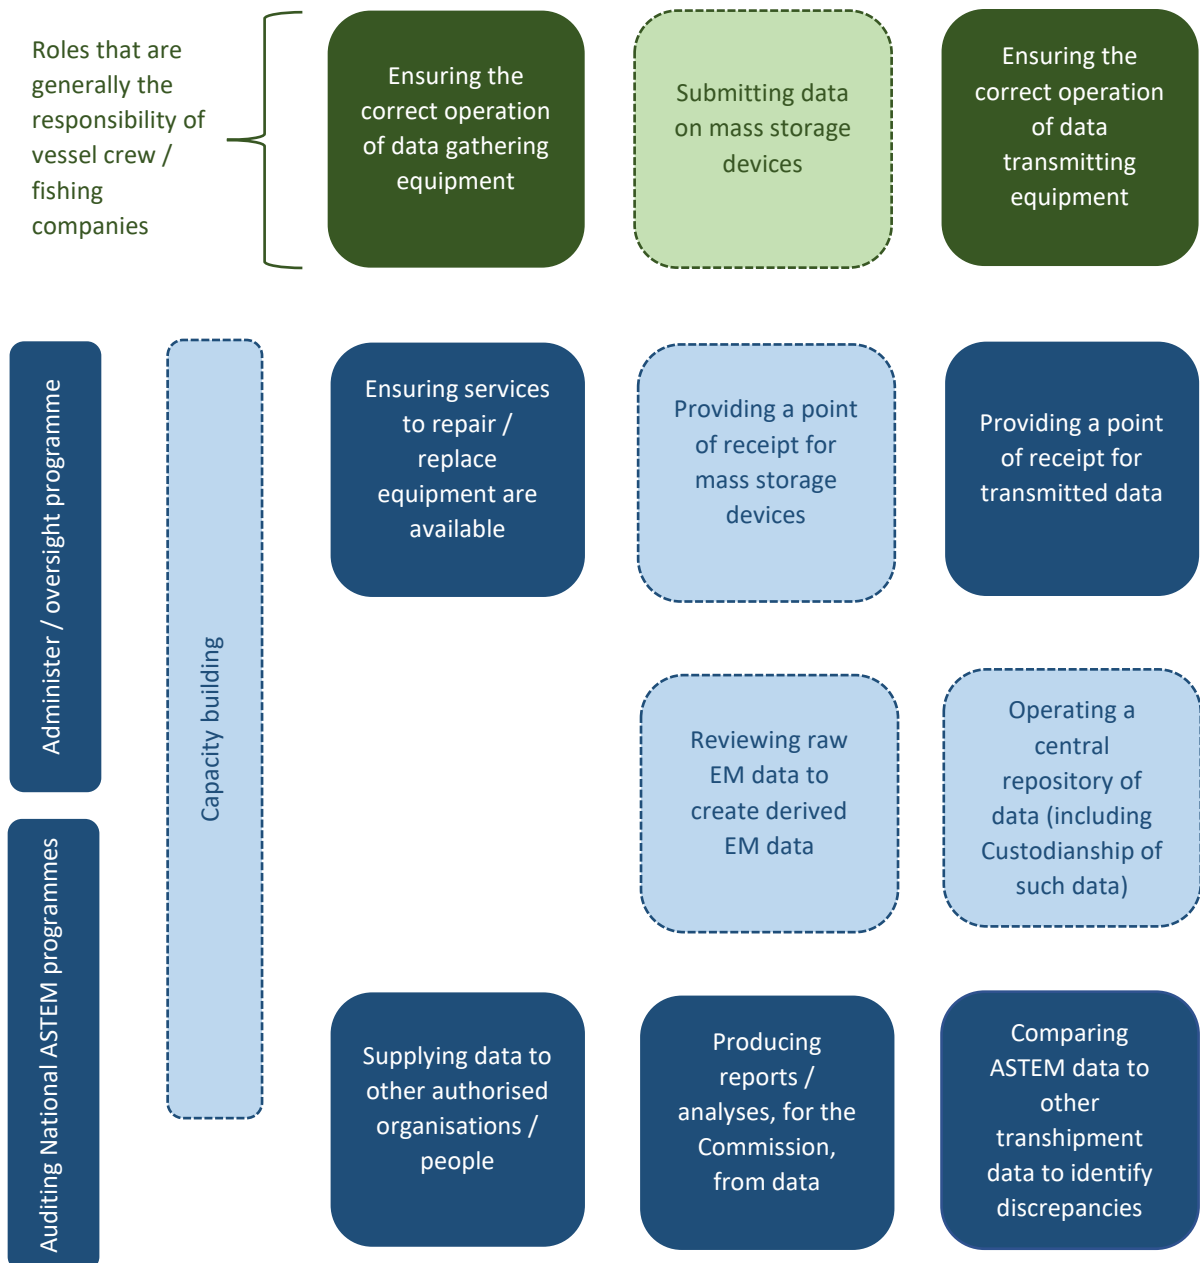 Roles that are
generally the
responsibility of
vessel crew /
fishing
companies
Ensuring the
correct operation
of data gathering
equipment
Submitting data
on mass storage
devices
Ensuring the
correct operation
of data
transmitting
equipment
Administer / oversight programme
Capacity building
Ensuring services
to repair /
replace
equipment are
available
Providing a point
of receipt for
mass storage
devices
Providing a point
of receipt for
transmitted data
Reviewing raw
EM data to
create derived
EM data
Operating a
central
repository of
data (including
Custodianship of
such data)
Auditing National ASTEM programmes
Supplying data to
other authorised
organisations /
people
Producing
reports /
analyses, for the
Commission,
from data
Comparing
ASTEM data to
other
transhipment
data to identify
discrepancies